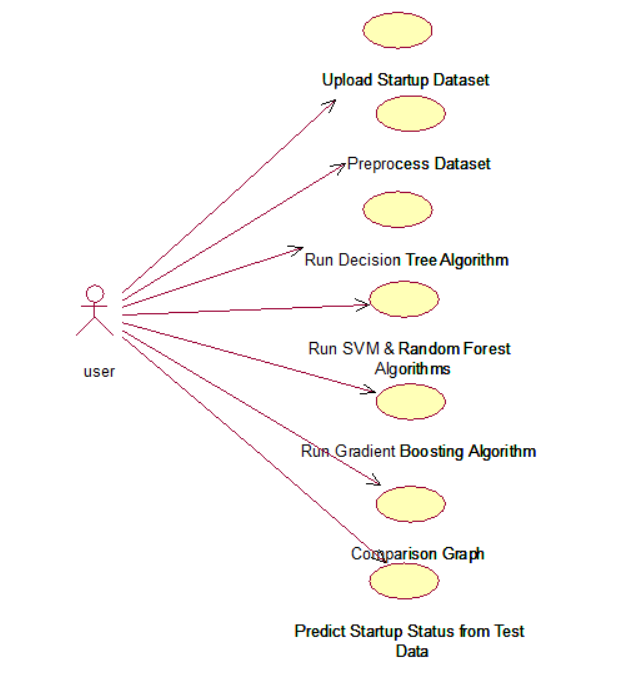 Upload Startup Dataset
Preprocess Dataset
Run Decision Tree Algorithm
Run SVM & Random Forest
Algorithms
user
Run Gradient Boosting Algorithm
Comparison Graph
Predict Startup Status from Test
Data